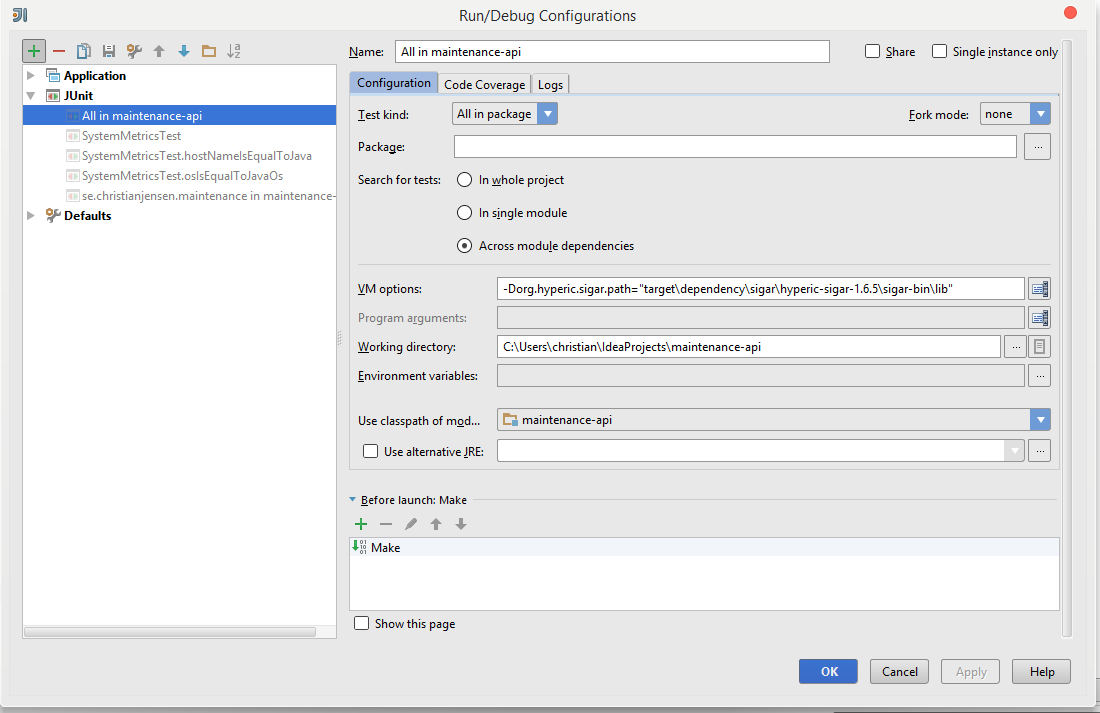 Run/Debug Configurations
Name: All in maintenance-api Share Single instance only
Application
JUnit
All in maintenance-api
SystemMetricsTest
SystemMetricsTest.hostNameIsEqualToJava
SystemMetricsTest.osIsEqualToJavaOs
se.christianjensen.maintenance in maintenance-
Defaults
Configuration Code Coverage Logs
Test kind: All in package Fork mode: none
Package: ...
Search for tests: In whole project
In single module
Across module dependencies
VM options: -Dorg.hyperic.sigar.path="target\dependency\sigar\hyperic-sigar-1.6.5\sigar-bin\lib"
Program arguments:
Working directory: C:\Users\christian\IdeaProjects\maintenance-api ...
Environment variables: ...
Use classpath of mod... maintenance-api
Use alternative JRE: ...
Before launch: Make
Make
Show this page
OK Cancel Apply Help